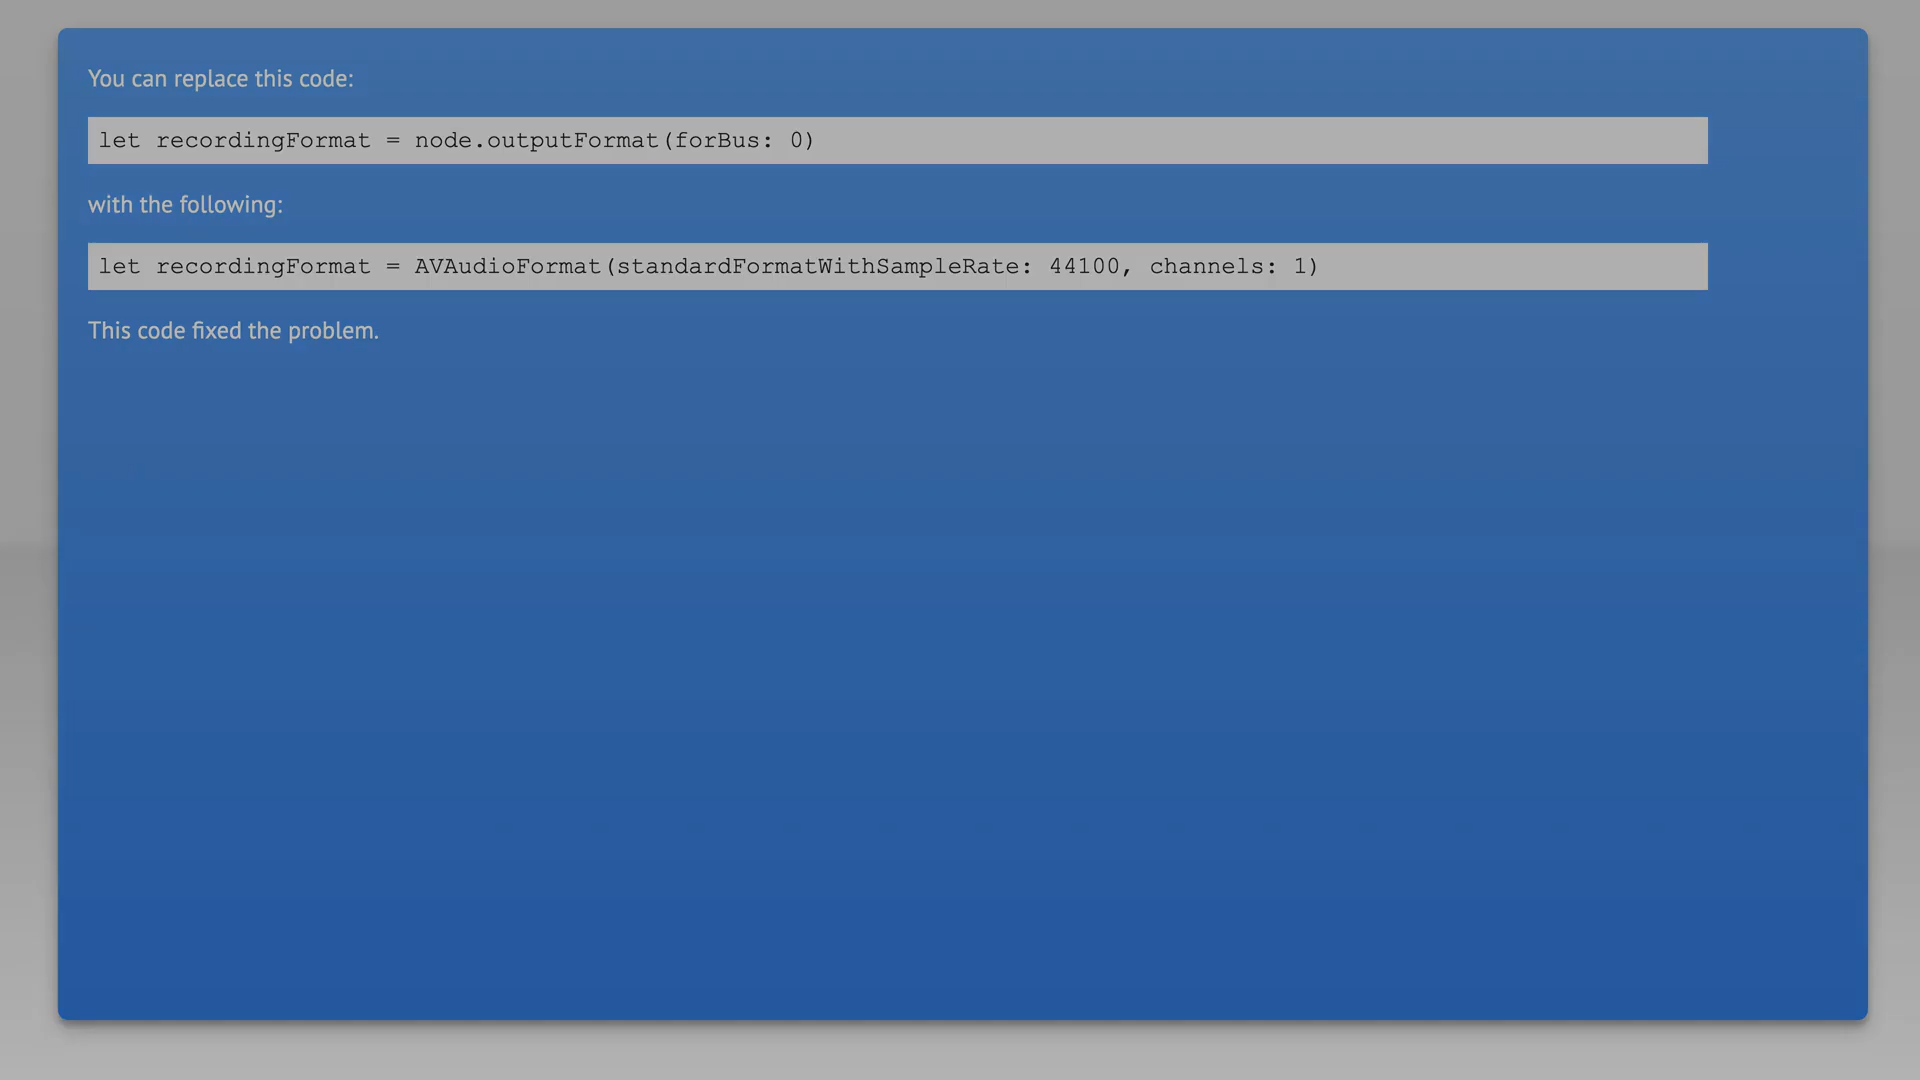 You can replace this code:
let recordingFormat = node.outputFormat(forBus: 0)
with the following:
let recordingFormat = AVAudioFormat(standardFormatWithSampleRate: 44100, channels: 1)
This code fixed the problem.